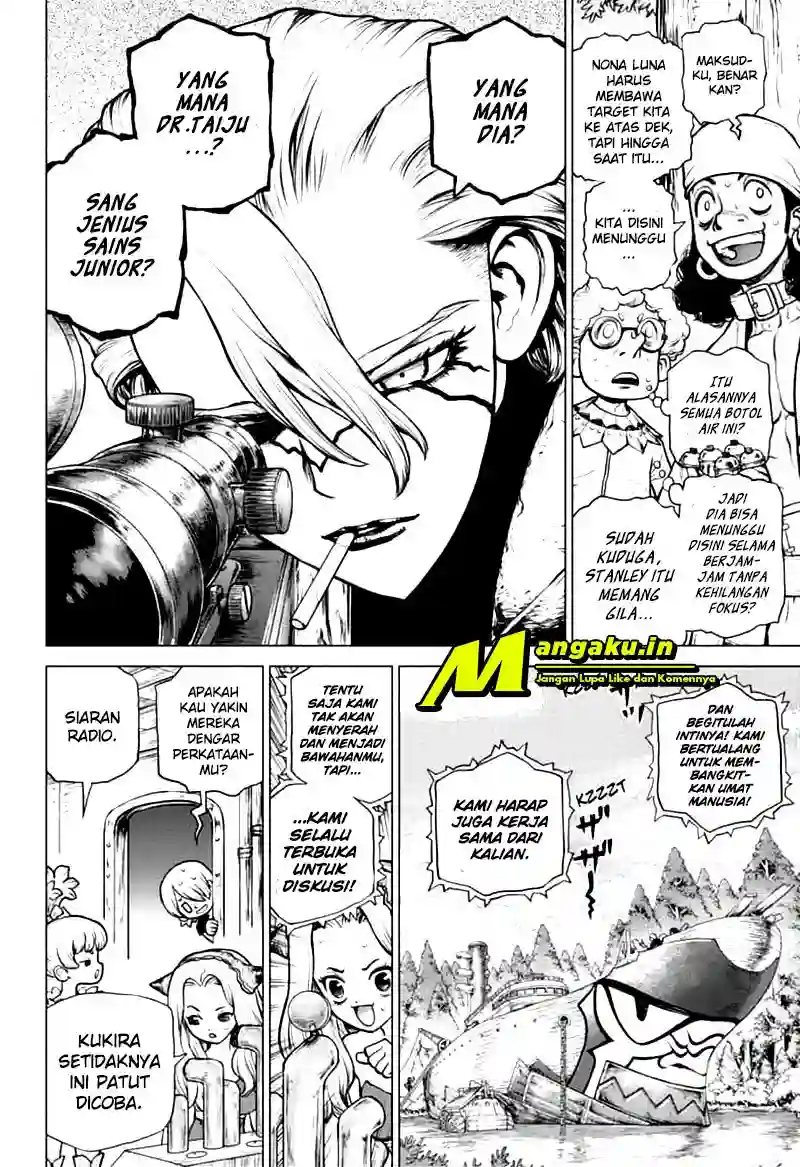 MAKSUD-
KU, BENAR
KAN?
NONA LUNA
HARUS
MEMBAWA
TARGET KITA
KE ATAS DEK,
TAPI HINGGA
SAAT ITU...
...
KITA DISINI
MENUNGGU
...
ITU
ALASANNYA
SEMUA BOTOL
AIR INI?
JADI
DIA BISA
MENUNGGU
DISINI SELAMA
BERJAM-
JAM TANPA
KEHILANGAN
FOKUS?
SUDAH
KUDUGA,
STANLEY ITU
MEMANG
GILA...
YANG
MANA
DIA?
YANG
MANA
DR.TAIJU
...?
SANG
JENIUS
SAINS
JUNIOR?
Mangaku.in
Jangan Lupa Like dan Komennya
DAN
BEGITULAH
INTINYA! KAMI
BERTUALANG
UNTUK MEM-
BANGKIT-
KAN UMAT
MANUSIA!
KZZZT
ザザッ
KAMI HARAP
JUGA KERJA
SAMA DARI
KALIAN.
TENTU
SAJA KAMI
TAK AKAN
MENYERAH
DAN MENJADI
BAWAHANMU,
TAPI...
...KAMI
SELALU
TERBUKA
UNTUK
DISKUSI!
APAKAH
KAU YAKIN
MEREKA
DENGAR
PERKATAAN-
MU?
SIARAN
RADIO.
KUKIRA
SETIDAKNYA
INI PATUT
DICOBA.